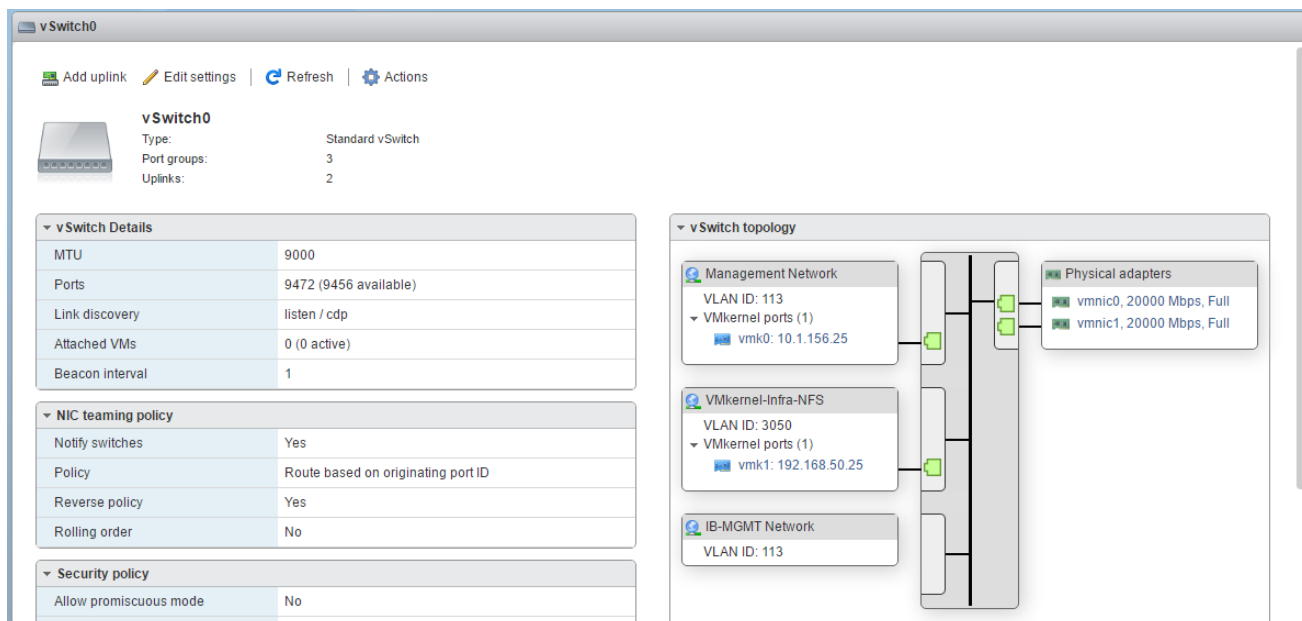 vSwitch0
Add uplink Edit settings Refresh Actions
vSwitch0
Type: Standard vSwitch
Port groups: 3
Uplinks: 2
vSwitch Details
MTU 9000
Ports 9472 (9456 available)
Link discovery listen / cdp
Attached VMs 0 (0 active)
Beacon interval 1
NIC teaming policy
Notify switches Yes
Policy Route based on originating port ID
Reverse policy Yes
Rolling order No
Security policy
Allow promiscuous mode No
vSwitch topology
Management Network
VLAN ID: 113
VMkernel ports (1)
vmk0: 10.1.156.25
VMkernel-Infra-NFS
VLAN ID: 3050
VMkernel ports (1)
vmk1: 192.168.50.25
IB-MGMT Network
VLAN ID: 113
Physical adapters
vmnic0, 20000 Mbps, Full
vmnic1, 20000 Mbps, Full